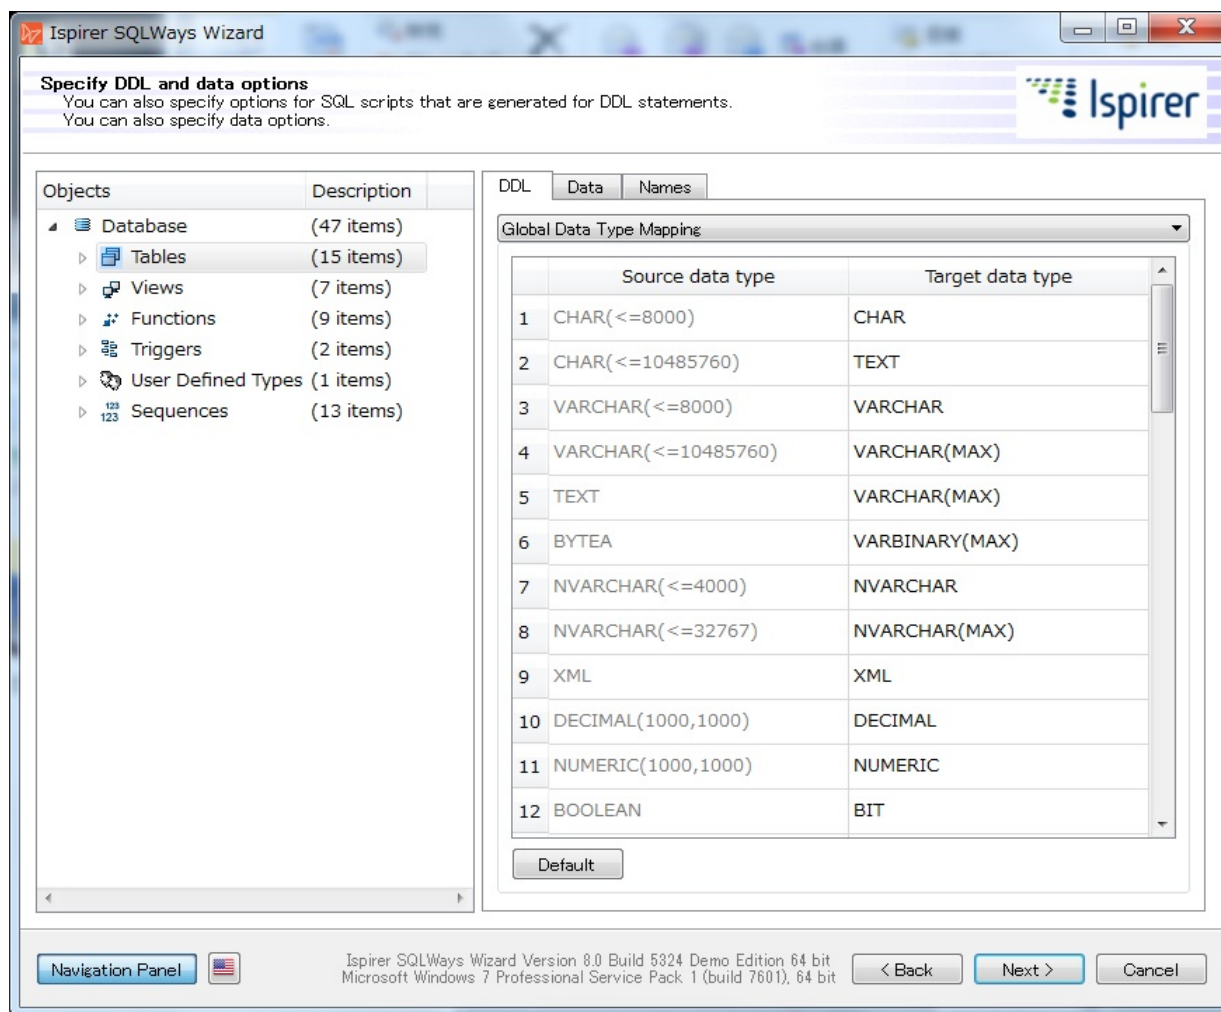 Ispirer SQLWays Wizard
Specify DDL and data options
You can also specify options for SQL scripts that are generated for DDL statements.
You can also specify data options.
Ispirer
Objects Description
Database (47 items)
Tables (15 items)
Views (7 items)
Functions (9 items)
Triggers (2 items)
User Defined Types (1 items)
123
123 Sequences (13 items)
DDL Data Names
Global Data Type Mapping
Source data type Target data type
1 CHAR(<=8000) CHAR
2 CHAR(<=10485760) TEXT
3 VARCHAR(<=8000) VARCHAR
4 VARCHAR(<=10485760) VARCHAR(MAX)
5 TEXT VARCHAR(MAX)
6 BYTEA VARBINARY(MAX)
7 NVARCHAR(<=4000) NVARCHAR
8 NVARCHAR(<=32767) NVARCHAR(MAX)
9 XML XML
10 DECIMAL(1000,1000) DECIMAL
11 NUMERIC(1000,1000) NUMERIC
12 BOOLEAN BIT
Default
Navigation Panel
Ispirer SQLWays Wizard Version 8.0 Build 5324 Demo Edition 64 bit
Microsoft Windows 7 Professional Service Pack 1 (build 7601), 64 bit
< Back Next > Cancel